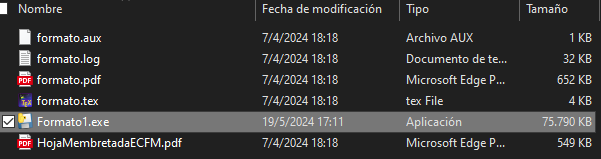 Nombre Fecha de modificación Tipo Tamaño
formato.aux 7/4/2024 18:18 Archivo AUX 1 KB
formato.log 7/4/2024 18:18 Documento de te... 32 KB
formato.pdf 7/4/2024 18:18 Microsoft Edge P... 652 KB
formato.tex 7/4/2024 18:18 tex File 4 KB
Formato1.exe 19/5/2024 17:11 Aplicación 75.790 KB
HojaMembretadaECFM.pdf 7/4/2024 18:18 Microsoft Edge P... 549 KB